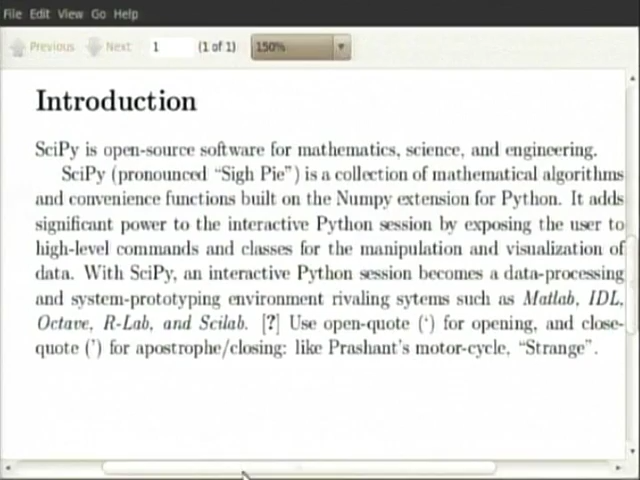 File Edit View Go Help
Previous Next 1 (1 of 1) 150%
Introduction
SciPy is open-source software for mathematics, science, and engineering.
SciPy (pronounced “Sigh Pie”) is a collection of mathematical algorithms
and convenience functions built on the Numpy extension for Python. It adds
significant power to the interactive Python session by exposing the user to
high-level commands and classes for the manipulation and visualization of
data. With SciPy, an interactive Python session becomes a data-processing
and system-prototyping environment rivaling sytems such as Matlab, IDL,
Octave, R-Lab, and Scilab. [?] Use open-quote (‘) for opening, and close-
quote (’) for apostrophe/closing: like Prashant’s motor-cycle, “Strange”.